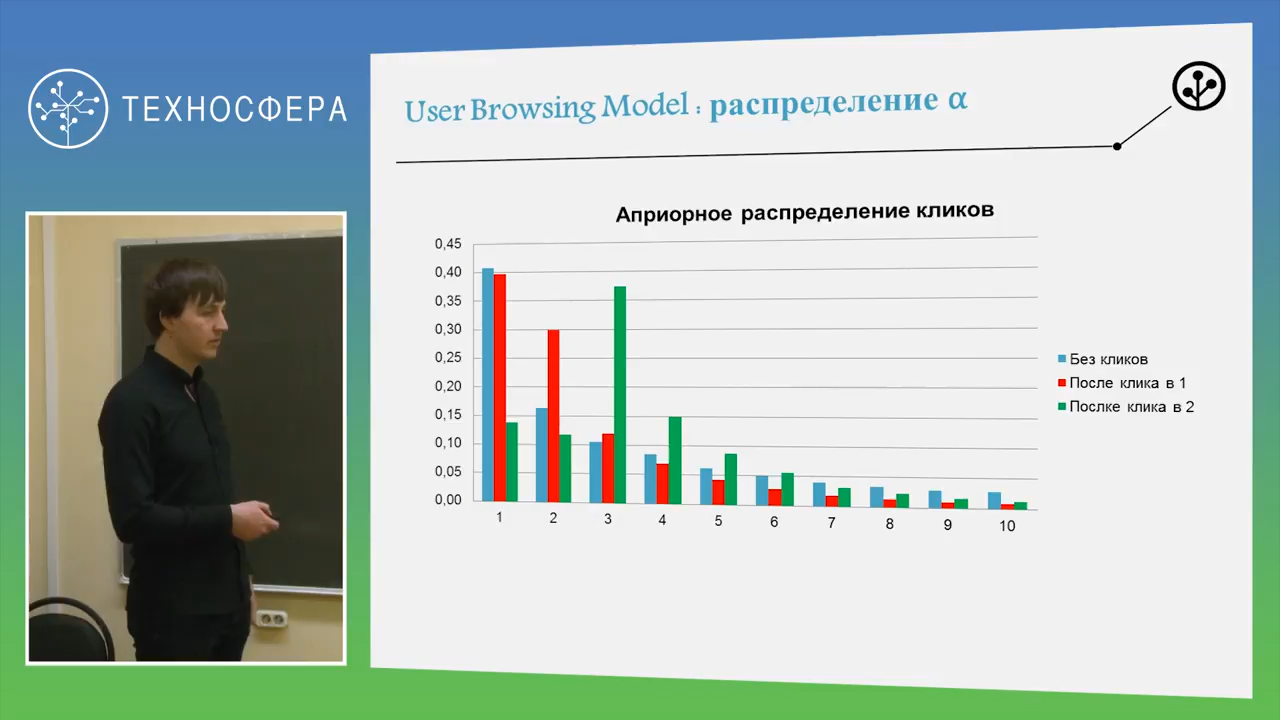 ТЕХНОСФЕРА
User Browsing Model : распределение α
Априорное распределение кликов
0,45
0,40
0,35
0,30
0,25
0,20
0,15
0,10
0,05
0,00
1 2 3 4 5 6 7 8 9 10
Без кликов
После клика в 1
Послке клика в 2